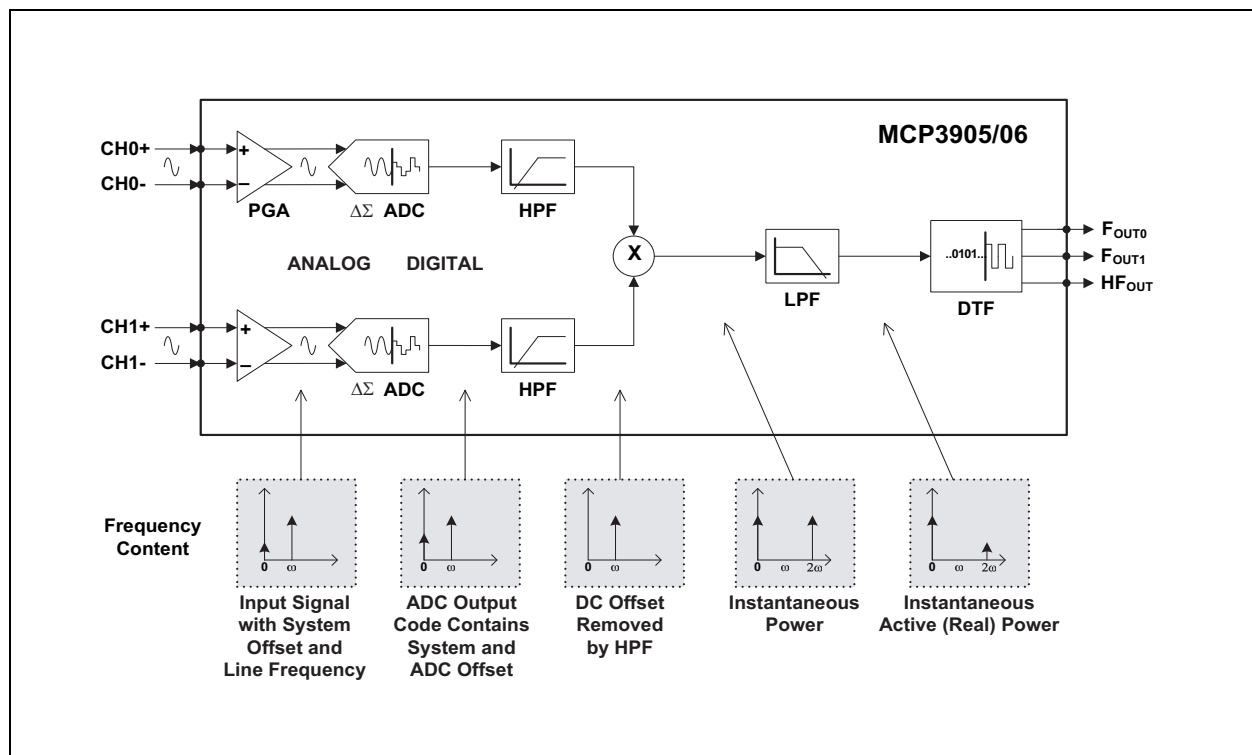 MCP3905/06
CH0+
CH0-
+
–
PGA
ΔΣ ADC
HPF
ANALOG DIGITAL
X
LPF
..0101...
DTF
FOUT0
FOUT1
HFOUT
CH1+
CH1-
+
–
ΔΣ ADC
HPF
Frequency
Content
0 ω
0 ω
0 ω
0 ω 2ω
0 ω 2ω
Input Signal
with System
Offset and
Line Frequency
ADC Output
Code Contains
System and
ADC Offset
DC Offset
Removed
by HPF
Instantaneous
Power
Instantaneous
Active (Real) Power